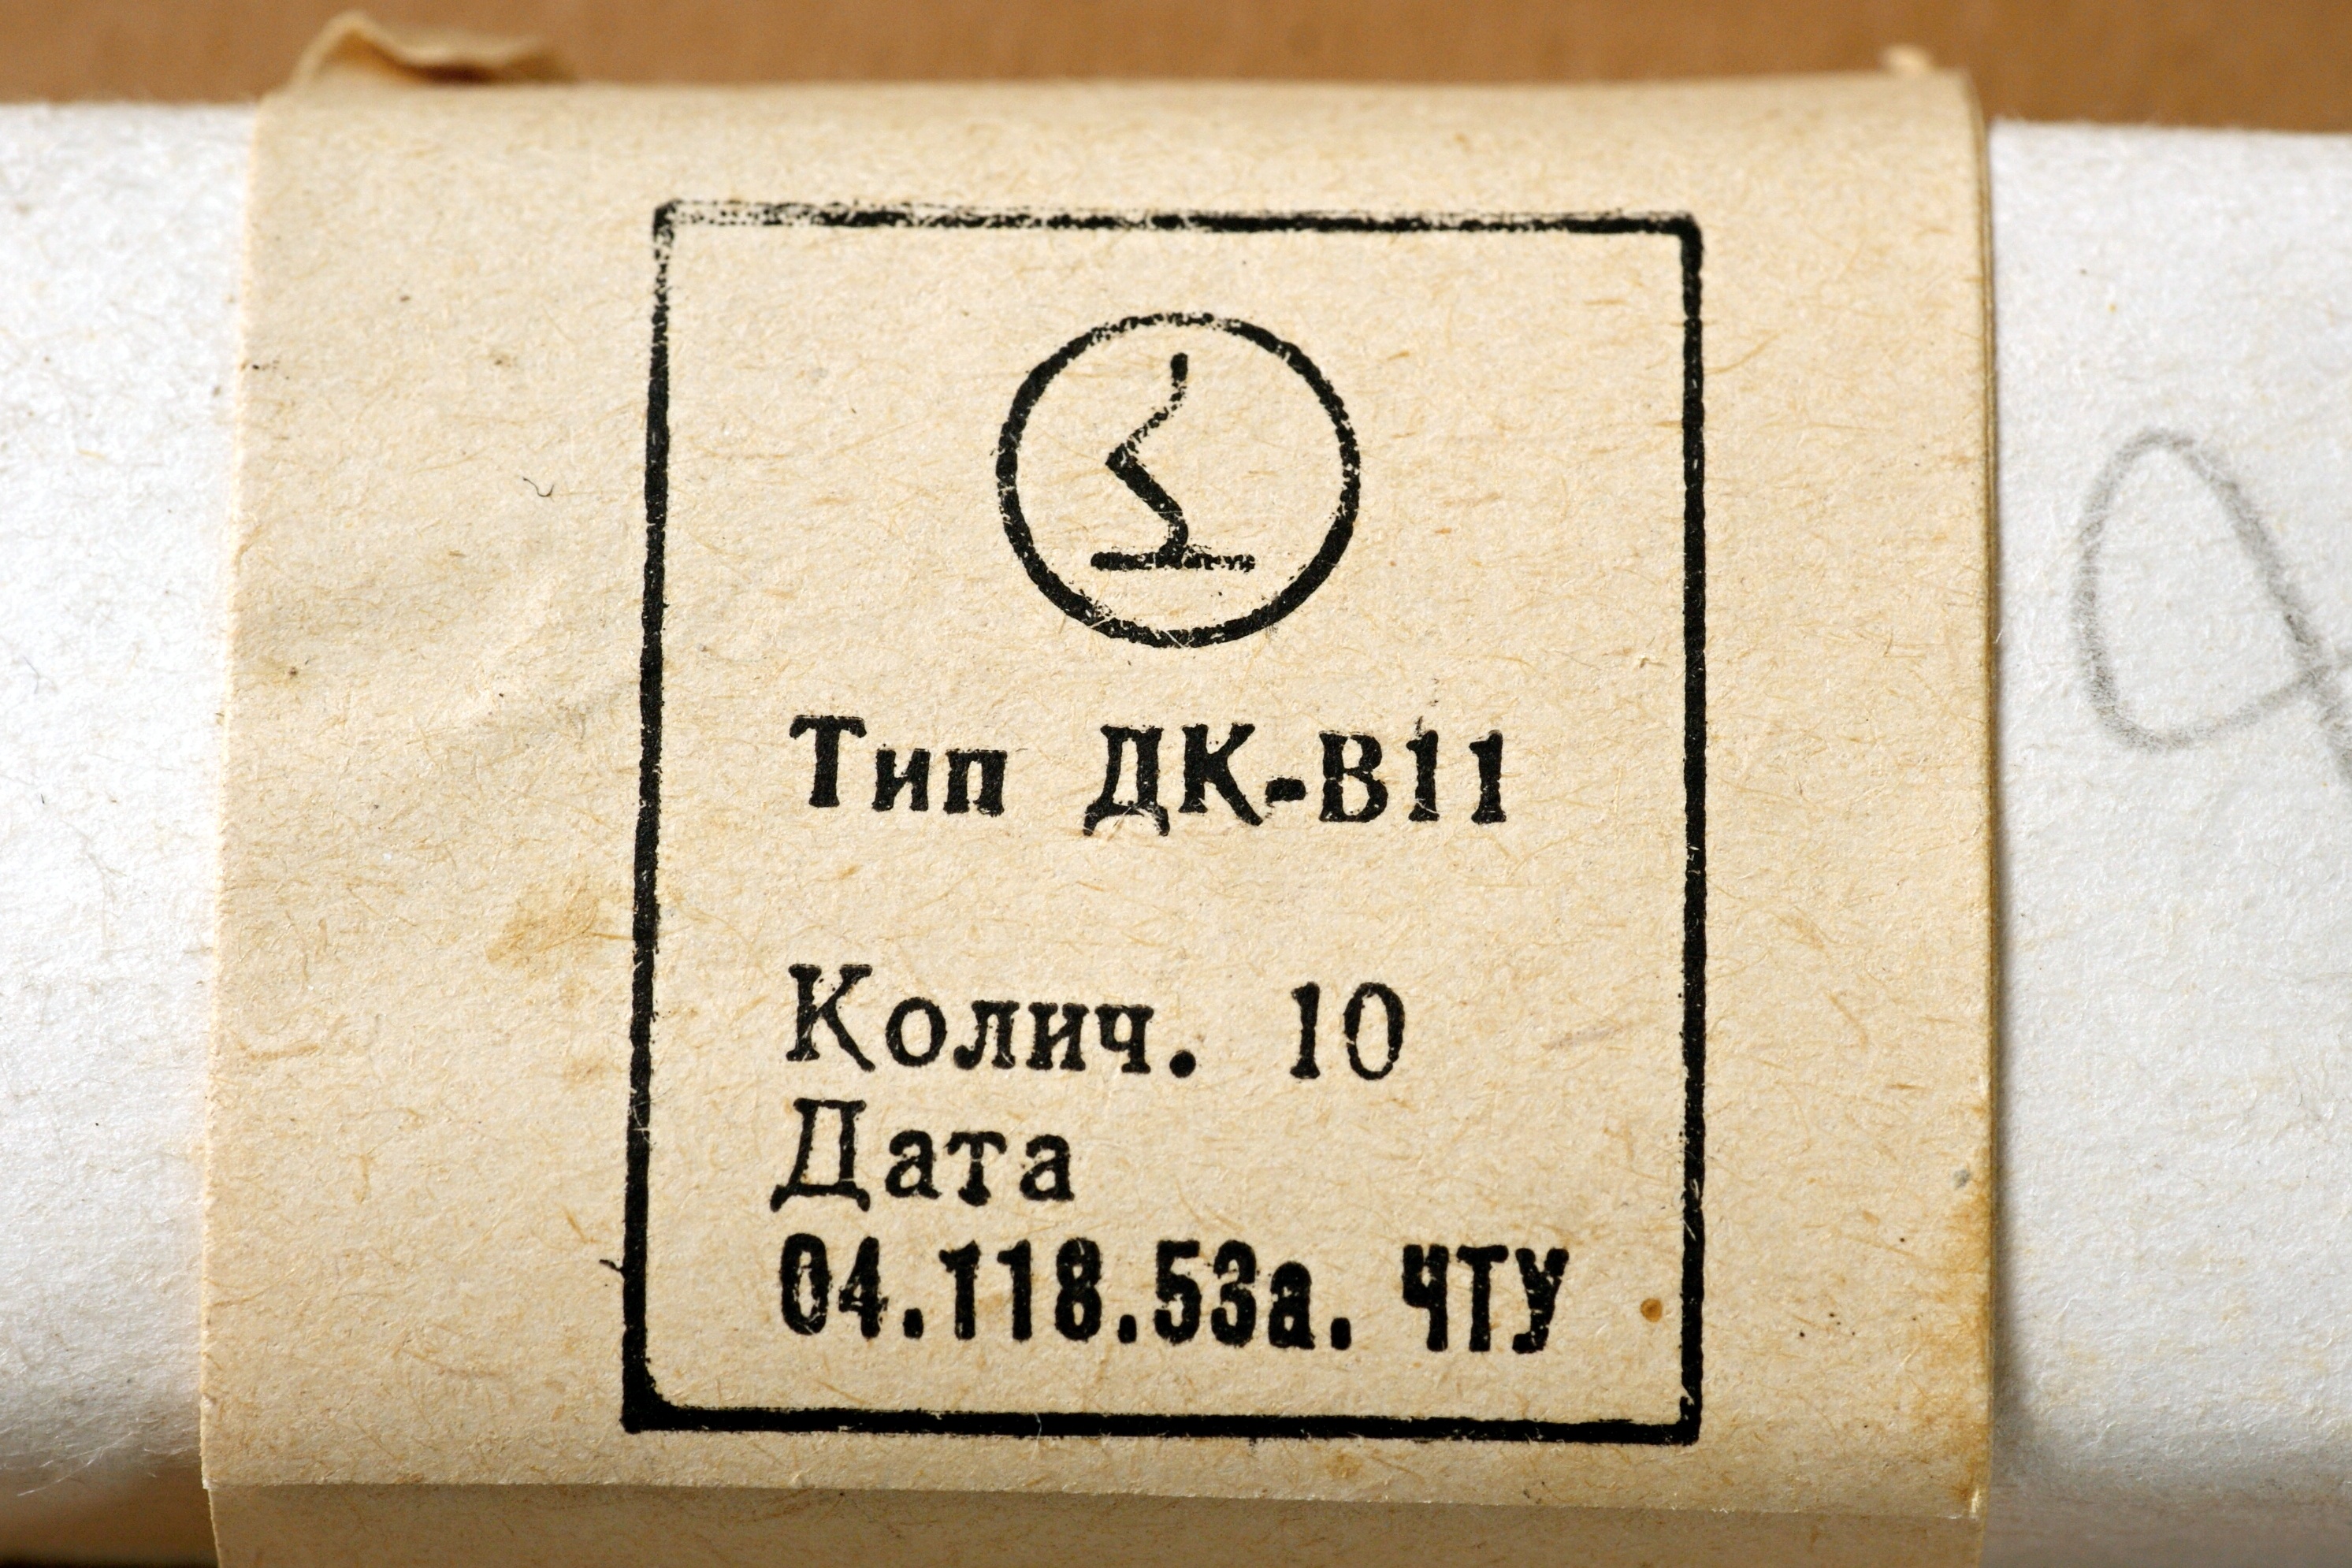 Тип ДК-В11
Колич. 10
Дата
04.118.53а. ЧТУ